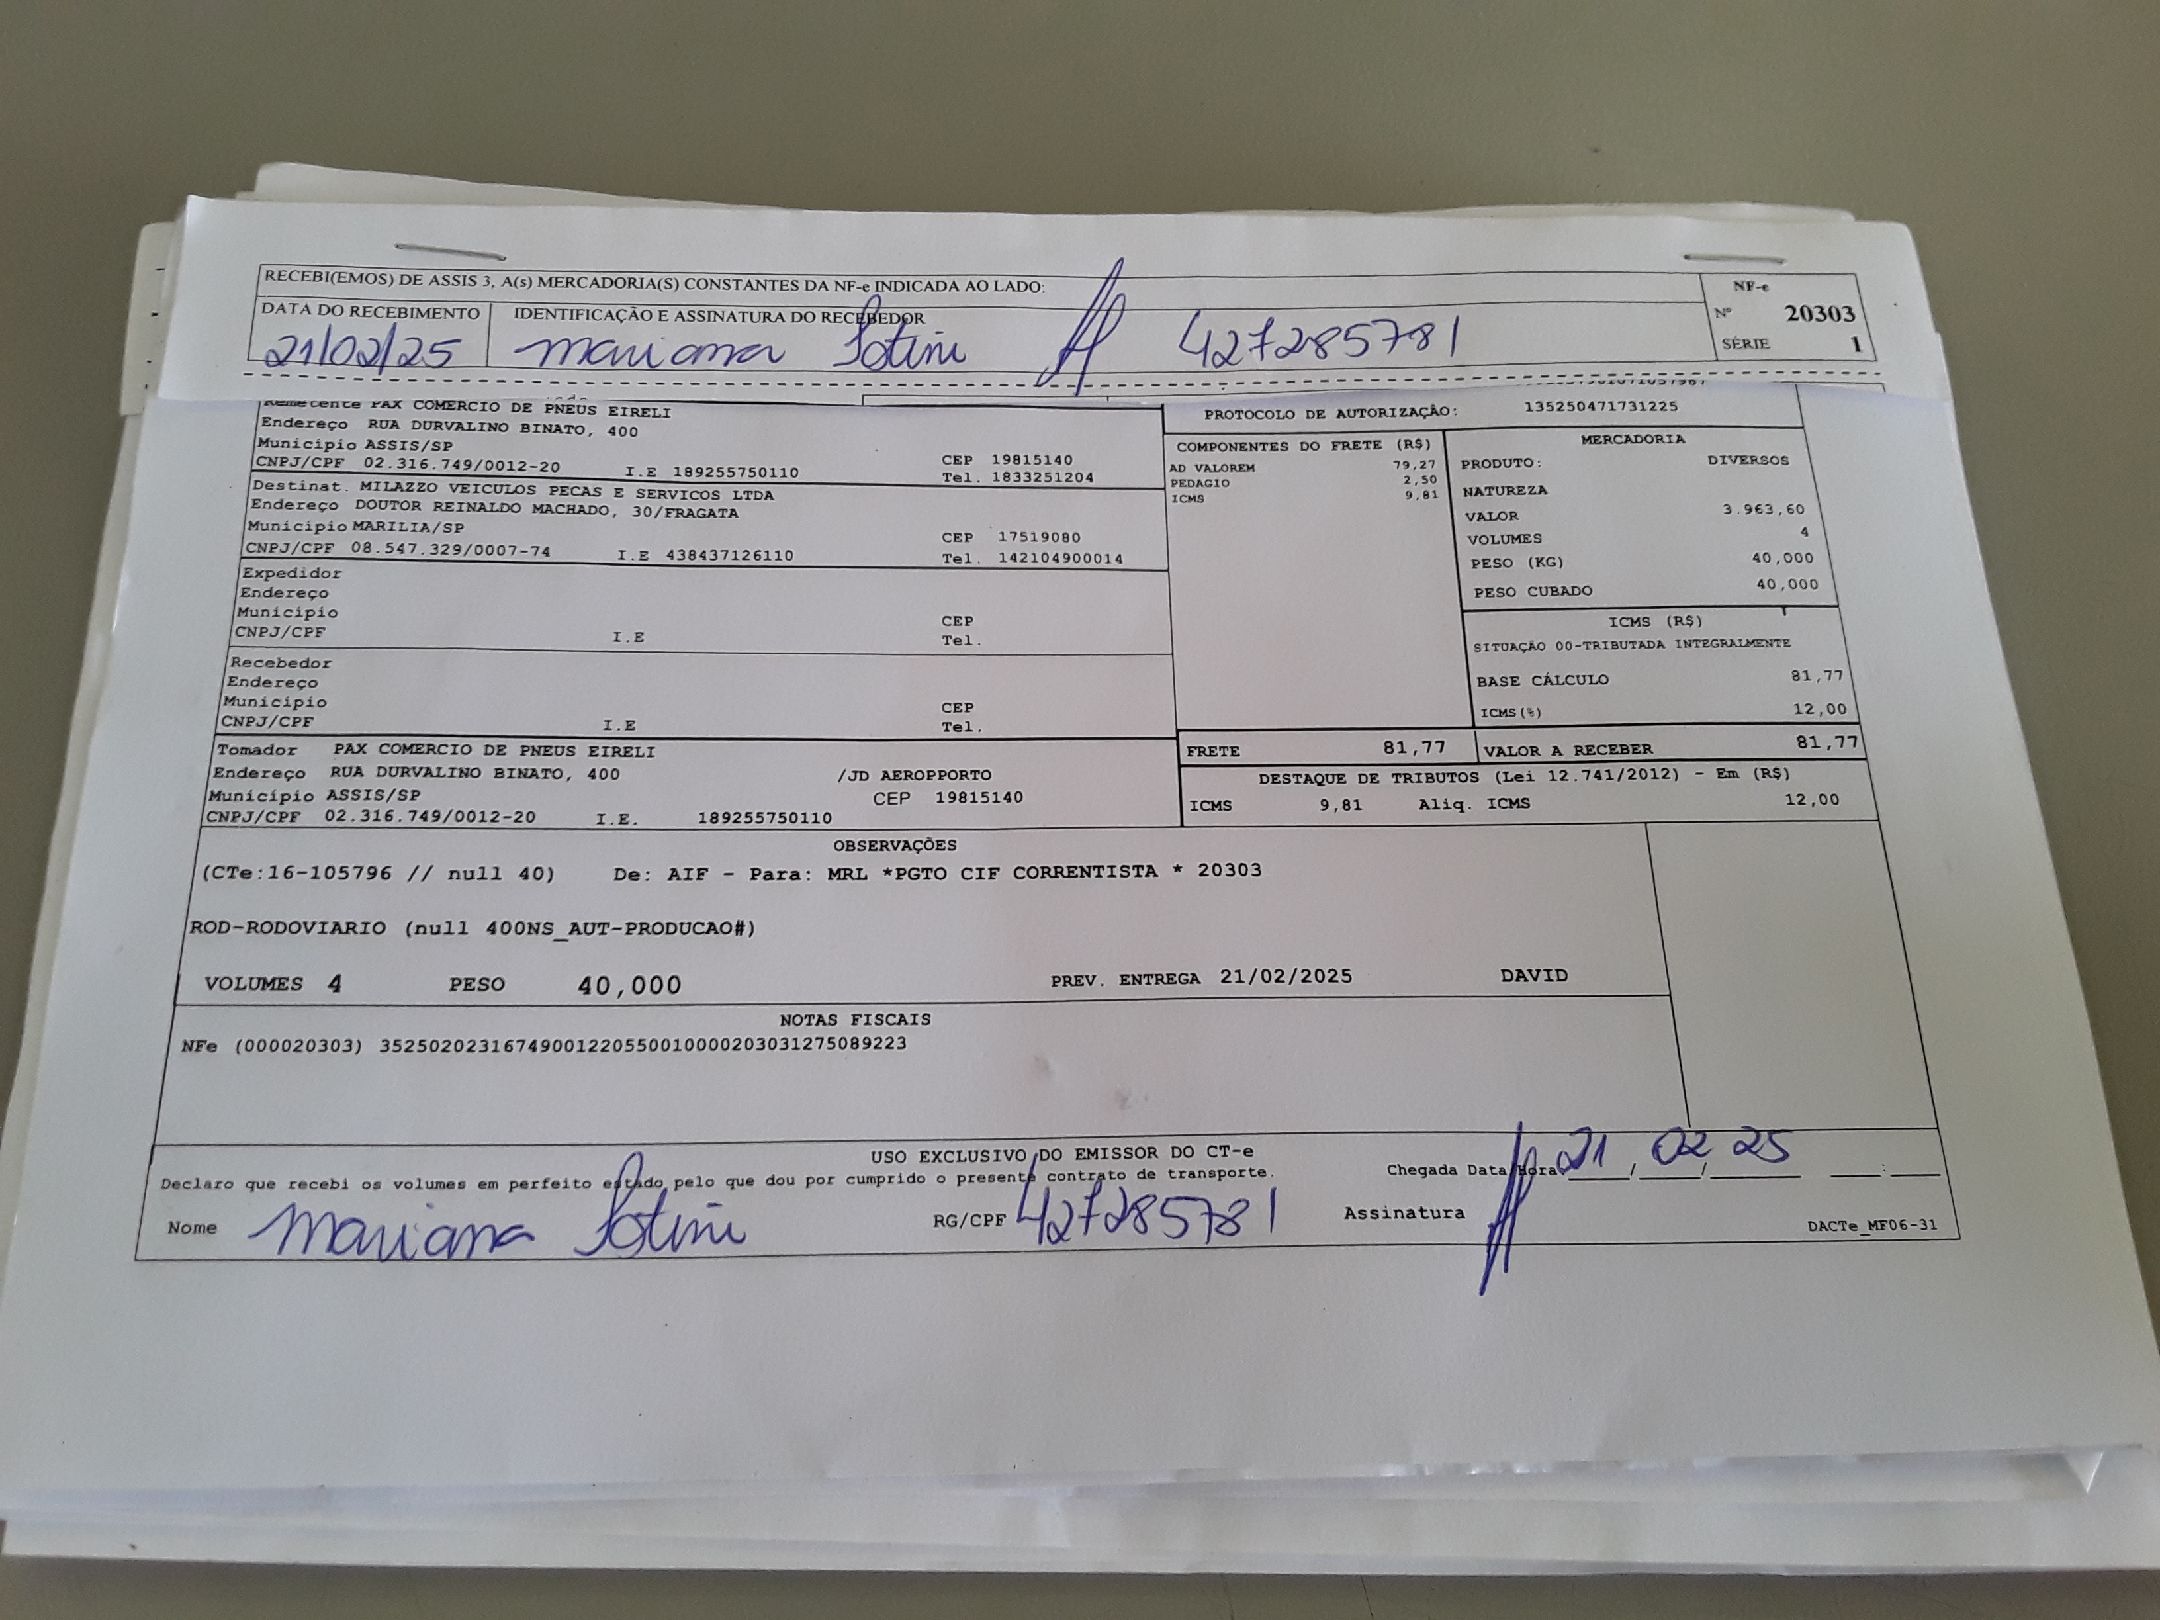 RECEBI(EMOS) DE ASSIS 3, A(s) MERCADORIA(S) CONSTANTES DA NF-e INDICADA AO LADO:
NF-e
Nº 20303
SÉRIE 1
DATA DO RECEBIMENTO IDENTIFICAÇÃO E ASSINATURA DO RECEBEDOR
21/02/25 Mariana 427285781
Remetente PAX COMERCIO DE PNEUS EIRELI
Endereço RUA DURVALINO BINATO, 400
Municipio ASSIS/SP
CEP 19815140
CNPJ/CPF 02.316.749/0012-20 I.E 189255750110 Tel. 1833251204
Destinat. MILAZZO VEICULOS PECAS E SERVICOS LTDA
Endereço DOUTOR REINALDO MACHADO, 30/FRAGATA
Municipio MARILIA/SP CEP 17519080
CNPJ/CPF 08.547.329/0007-74 I.E 438437126110 Tel. 142104900014
Expedidor
Endereço
Municipio CEP
CNPJ/CPF I.E Tel.
Recebedor
Endereço
Municipio CEP
CNPJ/CPF I.E Tel.
Tomador PAX COMERCIO DE PNEUS EIRELI
Endereço RUA DURVALINO BINATO, 400 /JD AEROPPORTO
Municipio ASSIS/SP CEP 19815140
CNPJ/CPF 02.316.749/0012-20 I.E. 189255750110
PROTOCOLO DE AUTORIZAÇÃO: 135250471731225
COMPONENTES DO FRETE (R$)
AD VALOREM 79,27
PEDAGIO 2,50
ICMS 9,81
MERCADORIA
PRODUTO: DIVERSOS
NATUREZA
VALOR 3.963,60
VOLUMES 4
PESO (KG) 40,000
PESO CUBADO 40,000
ICMS (R$)
SITUAÇÃO 00-TRIBUTADA INTEGRALMENTE
BASE CÁLCULO 81,77
ICMS(%) 12,00
FRETE 81,77 VALOR A RECEBER 81,77
DESTAQUE DE TRIBUTOS (Lei 12.741/2012) - Em (R$)
ICMS 9,81 Aliq. ICMS 12,00
OBSERVAÇÕES
(CTe:16-105796 // null 40) De: AIF - Para: MRL *PGTO CIF CORRENTISTA * 20303
ROD-RODOVIARIO (null 400NS_AUT-PRODUCAO#)
VOLUMES 4 PESO 40,000 PREV. ENTREGA 21/02/2025 DAVID
NOTAS FISCAIS
NFe (000020303) 35250202316749001220550010000203031275089223
USO EXCLUSIVO DO EMISSOR DO CT-e
Declaro que recebi os volumes em perfeito estado pelo que dou por cumprido o presente contrato de transporte.
Chegada Data/Hora 21/02/25 :
Nome Mariana RG/CPF 427285781 Assinatura
DACTe_MF06-31